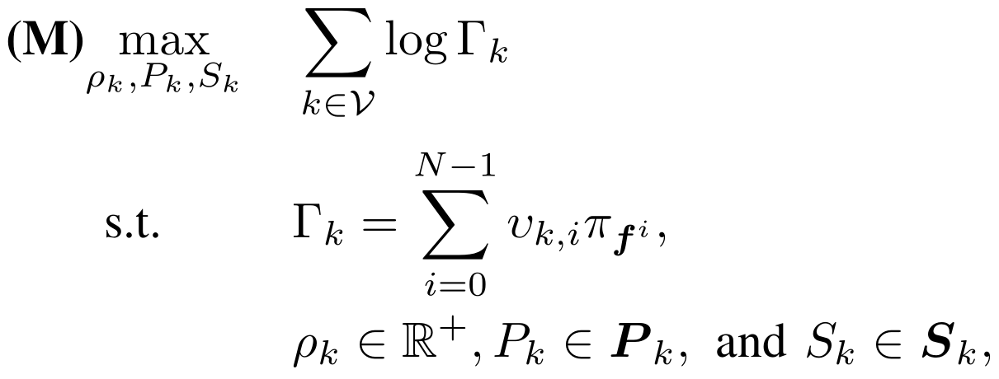 (M) max_{ρ_k, P_k, S_k} ∑_{k∈𝒱} log Γ_k
s.t. Γ_k = ∑_{i=0}^{N−1} υ_{k,i} π_{𝒇^i},
ρ_k ∈ ℝ^+, P_k ∈ 𝑷_k, and S_k ∈ 𝑺_k,